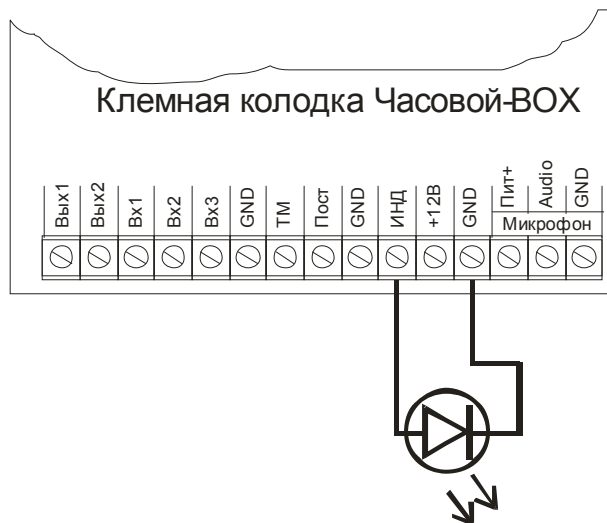 Клемная колодка Часовой-BOX
Вых1
Вых2
Вх1
Вх2
Вх3
GND
ТМ
Пост
GND
ИНД
+12В
GND
Пит+
Audio
GND
Микрофон